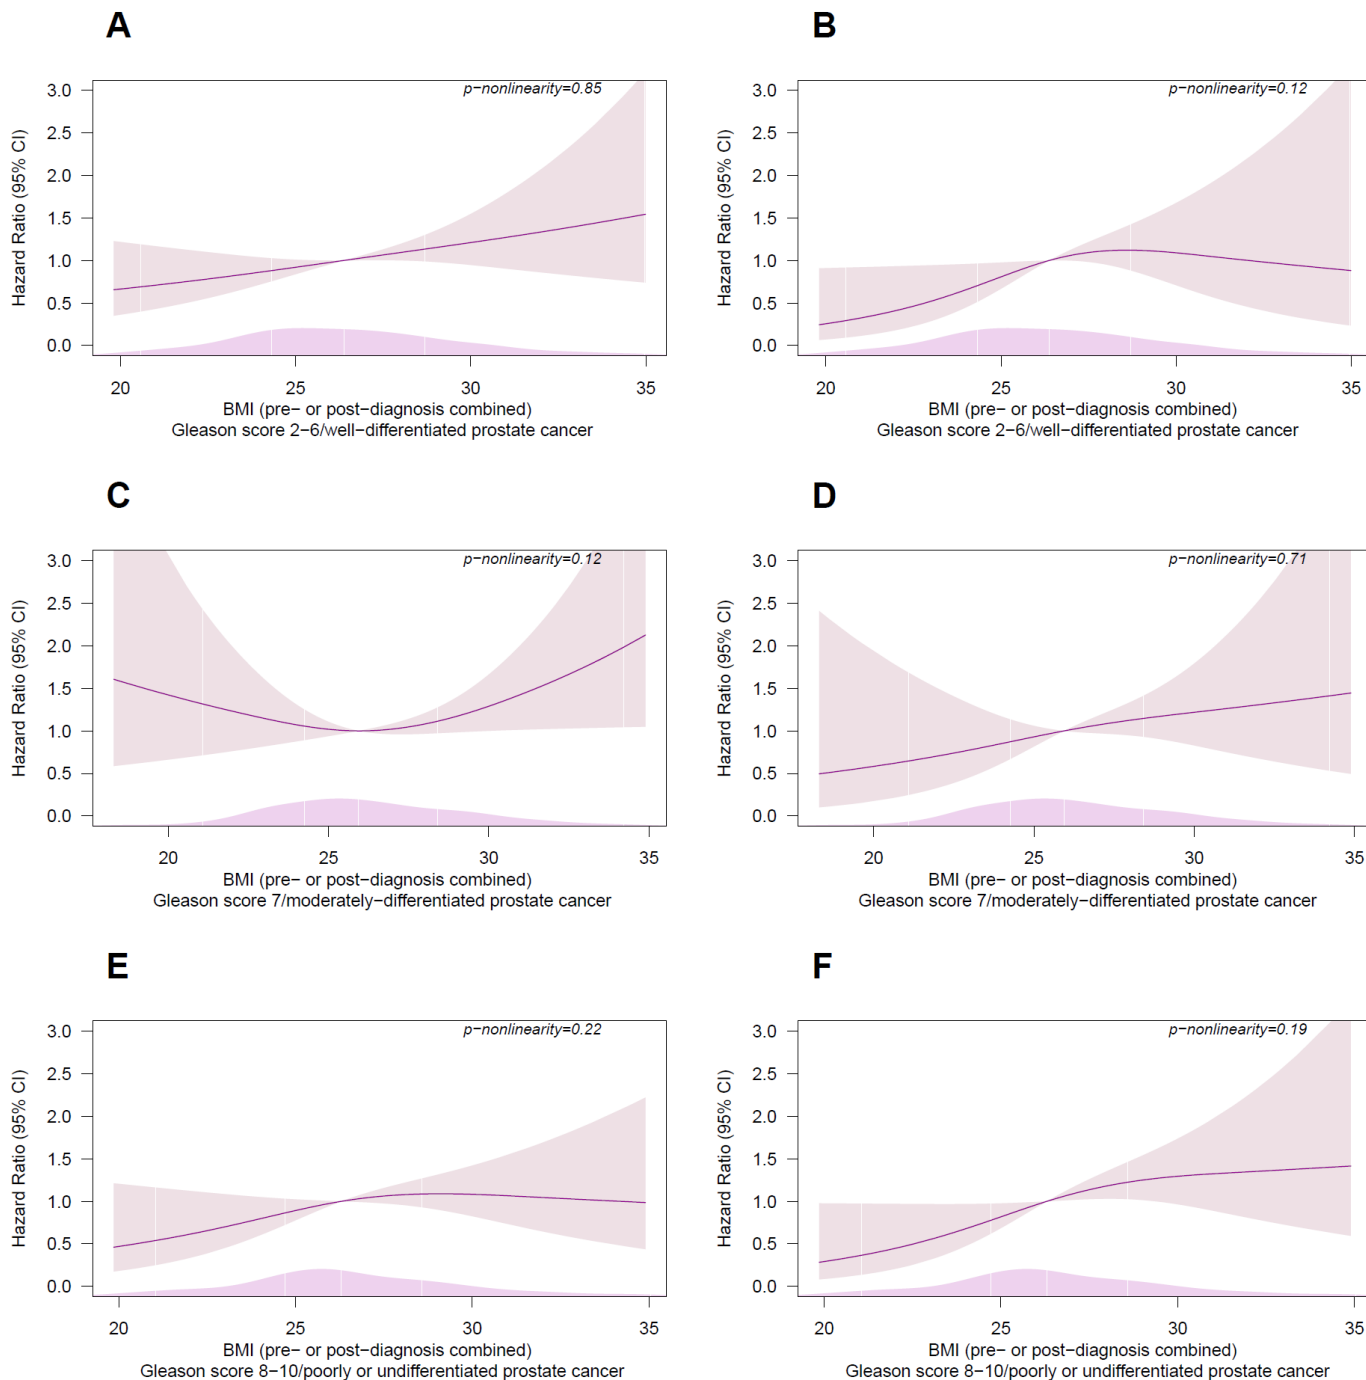 A
p−nonlinearity=0.85
Hazard Ratio (95% CI)
3.0
2.5
2.0
1.5
1.0
0.5
0.0
20 25 30 35
BMI (pre− or post−diagnosis combined)
Gleason score 2−6/well−differentiated prostate cancer
B
p−nonlinearity=0.12
Hazard Ratio (95% CI)
3.0
2.5
2.0
1.5
1.0
0.5
0.0
20 25 30 35
BMI (pre− or post−diagnosis combined)
Gleason score 2−6/well−differentiated prostate cancer
C
p−nonlinearity=0.12
Hazard Ratio (95% CI)
3.0
2.5
2.0
1.5
1.0
0.5
0.0
20 25 30 35
BMI (pre− or post−diagnosis combined)
Gleason score 7/moderately−differentiated prostate cancer
D
p−nonlinearity=0.71
Hazard Ratio (95% CI)
3.0
2.5
2.0
1.5
1.0
0.5
0.0
20 25 30 35
BMI (pre− or post−diagnosis combined)
Gleason score 7/moderately−differentiated prostate cancer
E
p−nonlinearity=0.22
Hazard Ratio (95% CI)
3.0
2.5
2.0
1.5
1.0
0.5
0.0
20 25 30 35
BMI (pre− or post−diagnosis combined)
Gleason score 8−10/poorly or undifferentiated prostate cancer
F
p−nonlinearity=0.19
Hazard Ratio (95% CI)
3.0
2.5
2.0
1.5
1.0
0.5
0.0
20 25 30 35
BMI (pre− or post−diagnosis combined)
Gleason score 8−10/poorly or undifferentiated prostate cancer